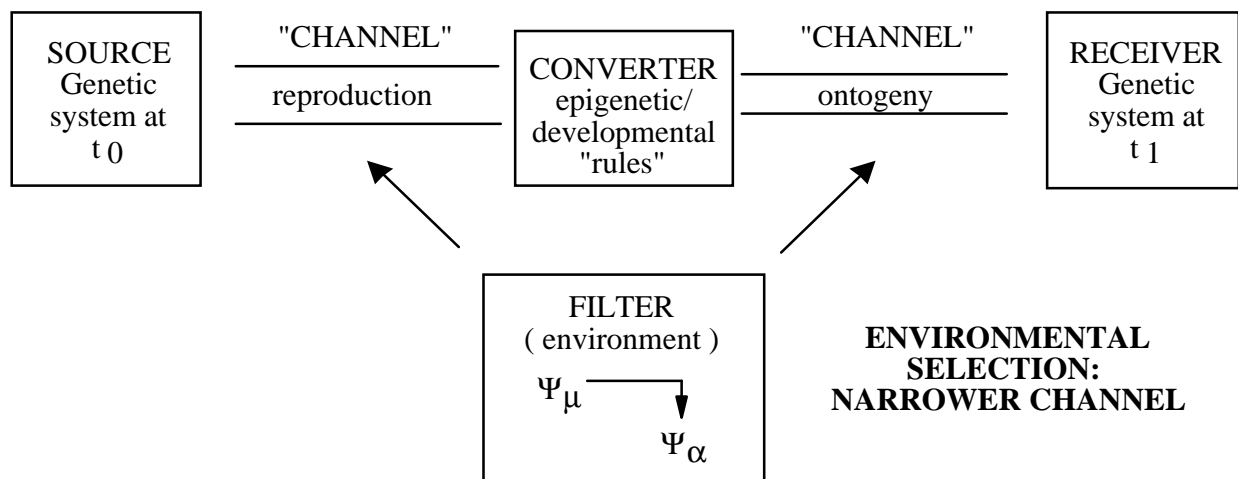 SOURCE
Genetic
system at
t 0
"CHANNEL"
reproduction
CONVERTER
epigenetic/
developmental
"rules"
"CHANNEL"
ontogeny
RECEIVER
Genetic
system at
t 1
FILTER
( environment )
Ψμ
Ψα
ENVIRONMENTAL
SELECTION:
NARROWER CHANNEL